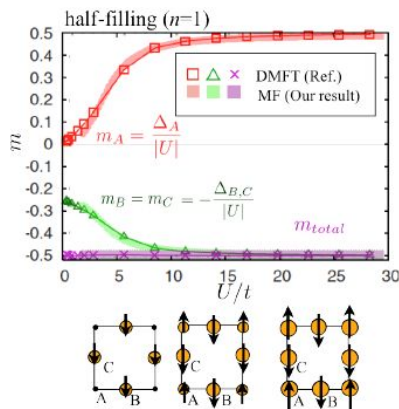 half-filling (n=1)
0.5
0.4
0.3
0.2
0.1
0
-0.1
-0.2
-0.3
-0.4
-0.5
m
DMFT (Ref.)
MF (Our result)
m_A = Δ_A / |U|
m_B = m_C = - Δ_{B,C} / |U|
m_{total}
0 5 10 15 20 25 30
U/t
C
A B
C
A B
C
A B